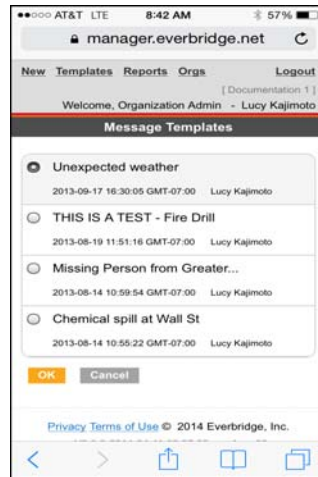 AT&T LTE 8:42 AM 57%
manager.everbridge.net
New Templates Reports Orgs Logout
[ Documentation 1 ]
Welcome, Organization Admin - Lucy Kajimoto
Message Templates
Unexpected weather
2013-09-17 16:30:05 GMT-07:00 Lucy Kajimoto
THIS IS A TEST - Fire Drill
2013-08-19 11:51:16 GMT-07:00 Lucy Kajimoto
Missing Person from Greater...
2013-08-14 10:59:54 GMT-07:00 Lucy Kajimoto
Chemical spill at Wall St
2013-08-14 10:55:22 GMT-07:00 Lucy Kajimoto
OK Cancel
Privacy Terms of Use © 2014 Everbridge, Inc.